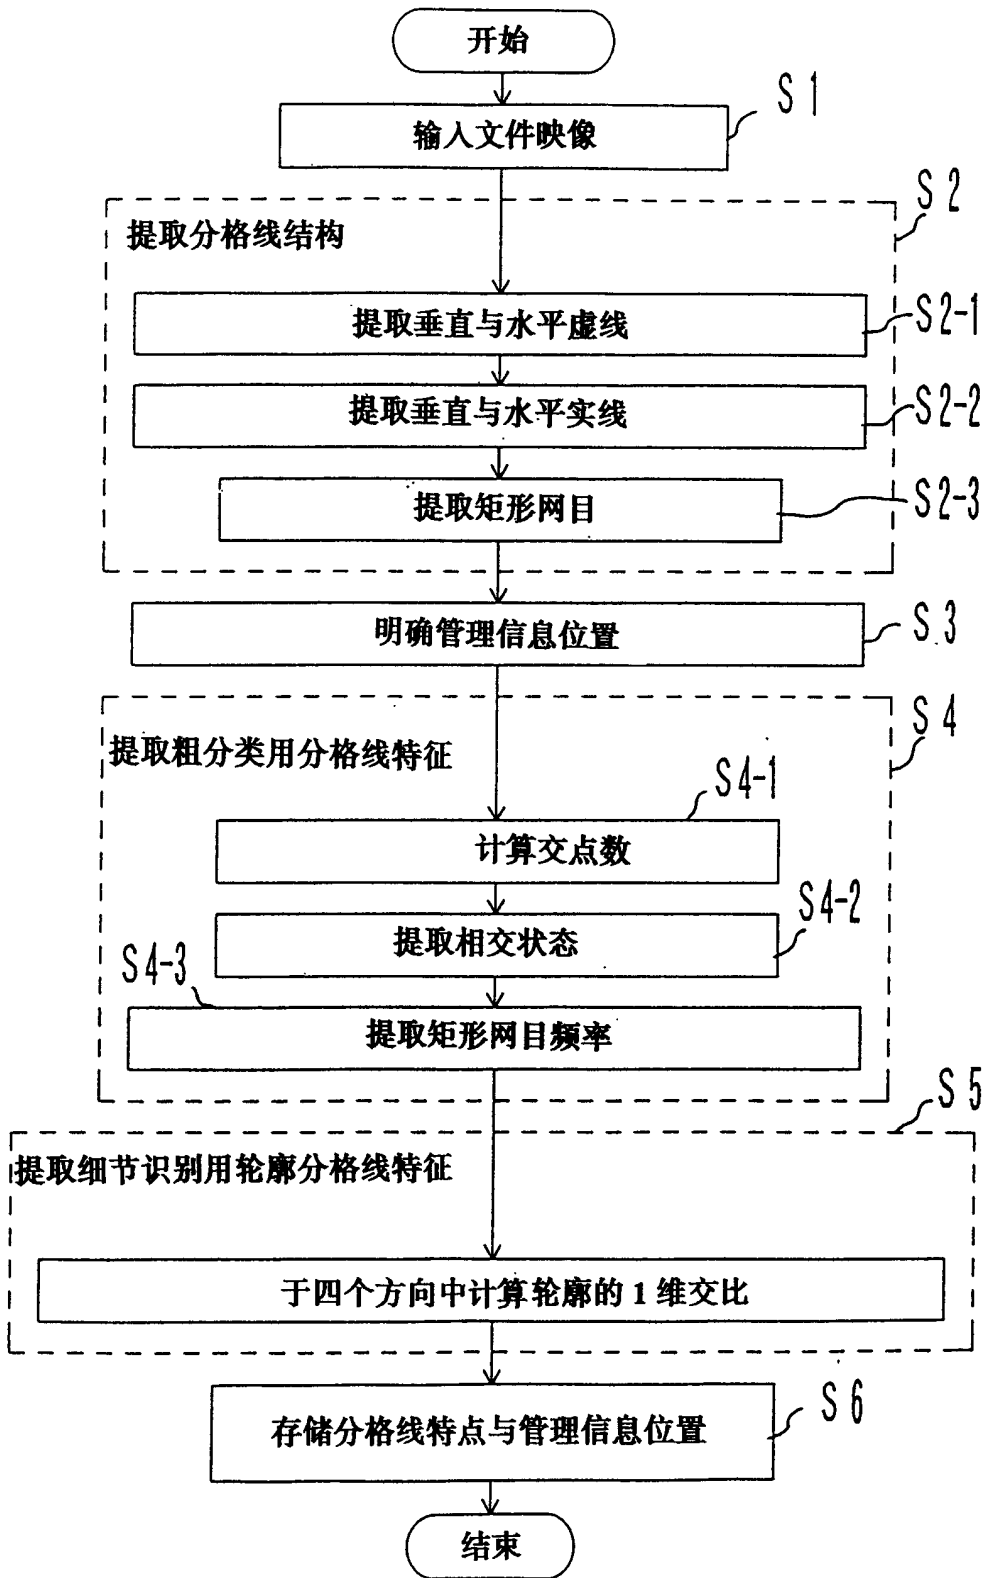 开始
S1
输入文件映像
S2
提取分格线结构
提取垂直与水平虚线
S2-1
提取垂直与水平实线
S2-2
提取矩形网目
S2-3
明确管理信息位置
S3
S4
提取粗分类用分格线特征
S4-1
计算交点数
S4-2
提取相交状态
S4-3
提取矩形网目频率
S5
提取细节识别用轮廓分格线特征
于四个方向中计算轮廓的1维交比
S6
存储分格线特点与管理信息位置
结束